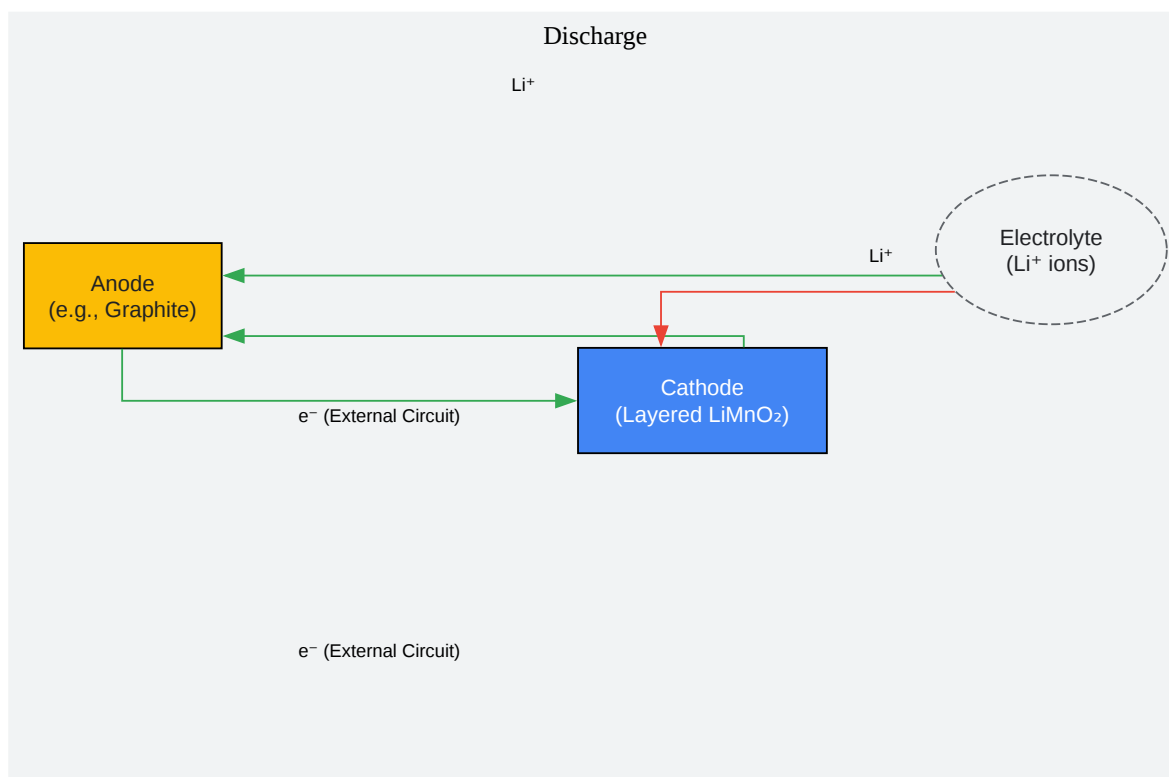 Discharge
Li⁺
Electrolyte
(Li⁺ ions)
Li⁺
Anode
(e.g., Graphite)
Cathode
(Layered LiMnO₂)
e⁻ (External Circuit)
e⁻ (External Circuit)